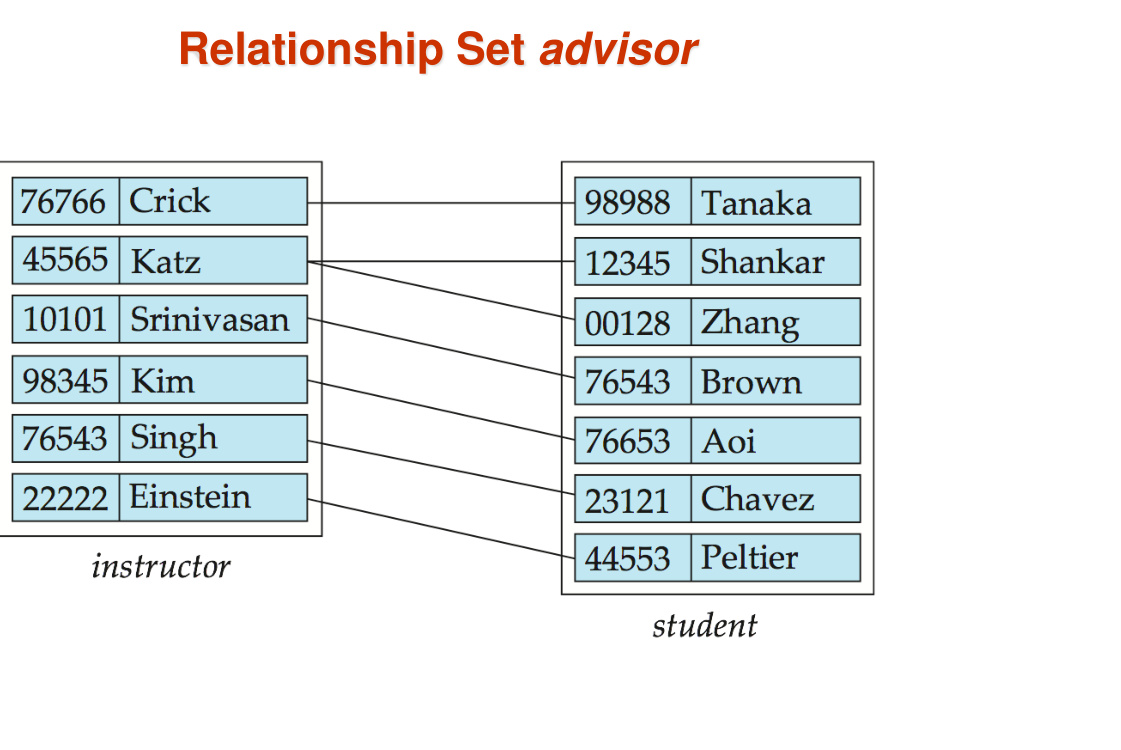 Relationship Set advisor
76766 Crick
45565 Katz
10101 Srinivasan
98345 Kim
76543 Singh
22222 Einstein
instructor
98988 Tanaka
12345 Shankar
00128 Zhang
76543 Brown
76653 Aoi
23121 Chavez
44553 Peltier
student